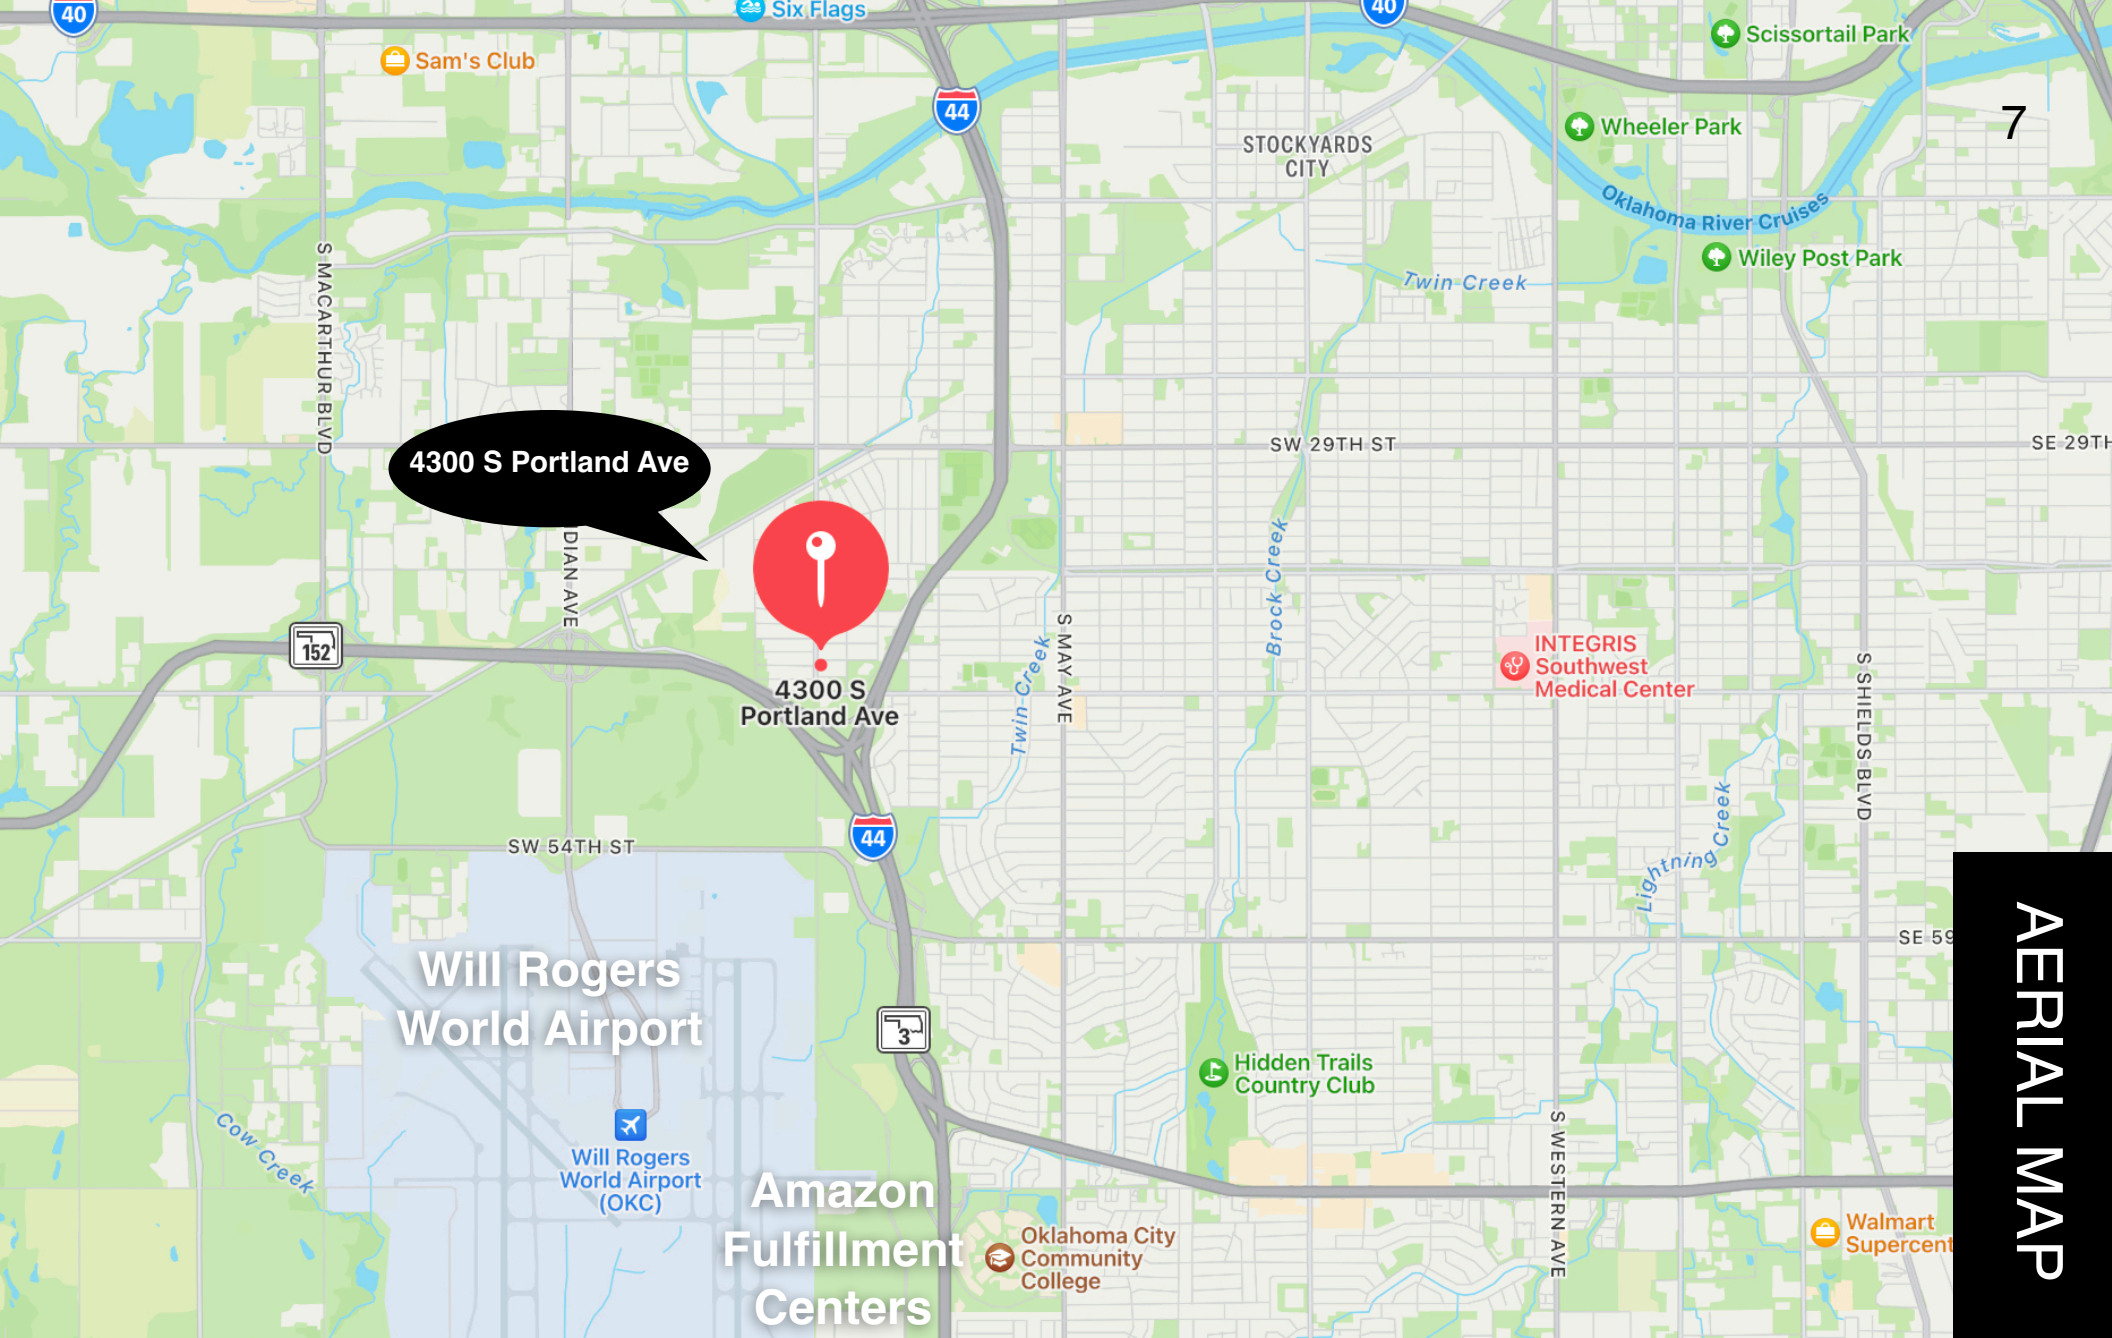 40
Six Flags
40
Scissortail Park
Sam's Club
44
7
Wheeler Park
STOCKYARDS
CITY
Oklahoma River Cruises
Wiley Post Park
S MACARTHUR BLVD
Twin Creek
SW 29TH ST
SE 29TH
4300 S Portland Ave
DIAN AVE
Brock Creek
152
S MAY AVE
Twin Creek
INTEGRIS
Southwest
Medical Center
S SHIELDS BLVD
4300 S
Portland Ave
44
SW 54TH ST
Lightning Creek
AERIAL MAP
SE 59
Will Rogers
World Airport
3
Hidden Trails
Country Club
Cow Creek
S WESTERN AVE
Will Rogers
World Airport
(OKC)
Amazon
Fulfillment
Centers
Oklahoma City
Community
College
Walmart
Supercent